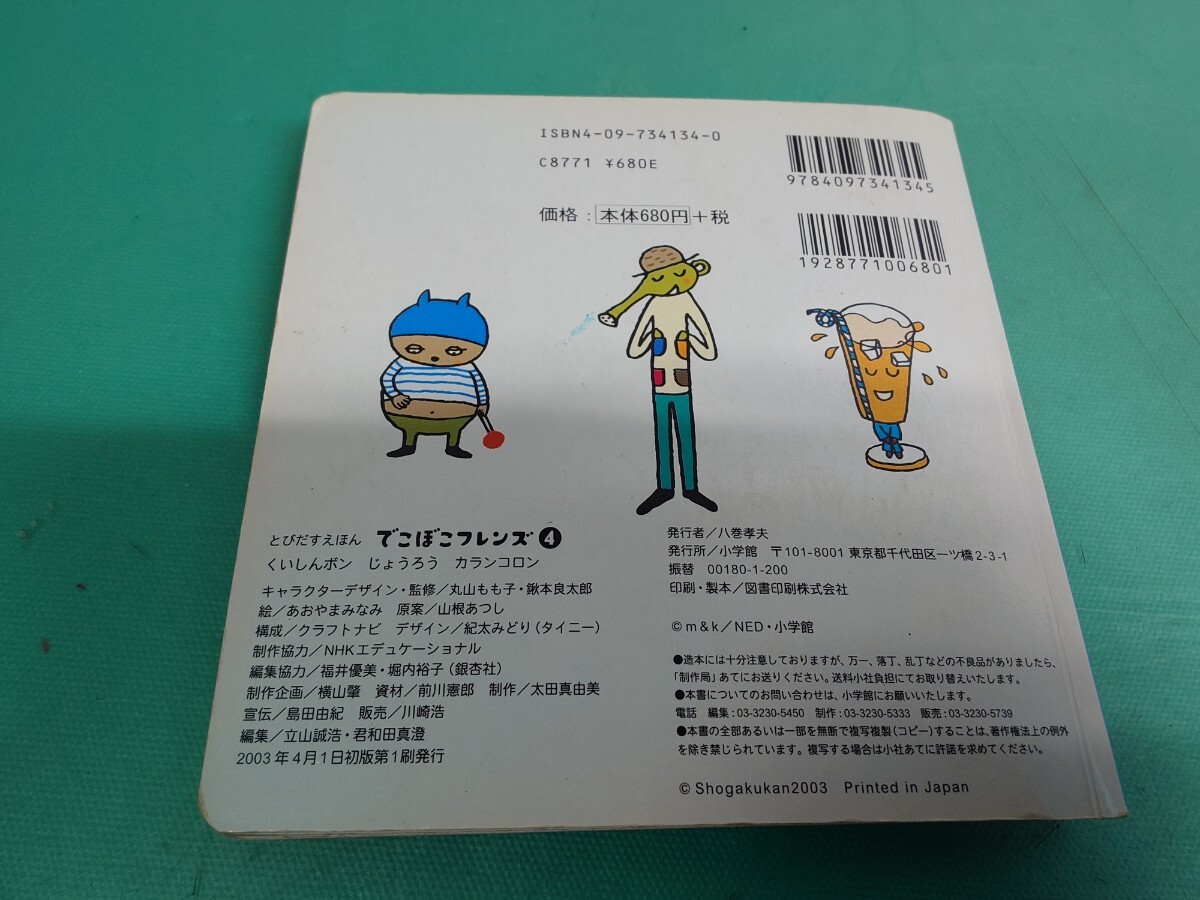 ISBN4-09-734134-0
C8771 ¥680E
価格：本体680円＋税
9784097341345
1928771006801
とびだすえほん でこぼこフレンズ4
くいしんボン じょうろう カランコロン
キャラクターデザイン・監修／丸山もも子・鍬本良太郎
絵／あおやまみなみ 原案／山根あつし
構成／クラフトナビ デザイン／紀太みどり（タイニー）
制作協力／NHKエデュケーショナル
編集協力／福井優美・堀内裕子（銀杏社）
制作企画／横山肇 資材／前川憲郎 制作／太田真由美
宣伝／島田由紀 販売／川崎浩
編集／立山誠浩・君和田真澄
2003年4月1日初版第1刷発行
発行者／八巻孝夫
発行所／小学館 〒101-8001 東京都千代田区一ツ橋2-3-1
振替 00180-1-200
印刷・製本／図書印刷株式会社
©m&k／NED・小学館
●造本には十分注意しておりますが、万一、落丁、乱丁などの不良品がありましたら、
「制作局」あてにお送りください。送料小社負担にてお取り替えいたします。
●本書についてのお問い合わせは、小学館にお願いいたします。
電話 編集：03-3230-5450 制作：03-3230-5333 販売：03-3230-5739
●本書の全部あるいは一部を無断で複写複製（コピー）することは、著作権法上の例外
を除き禁じられています。複写する場合は小社あてに許諾を求めてください。
©Shogakukan2003 Printed in Japan